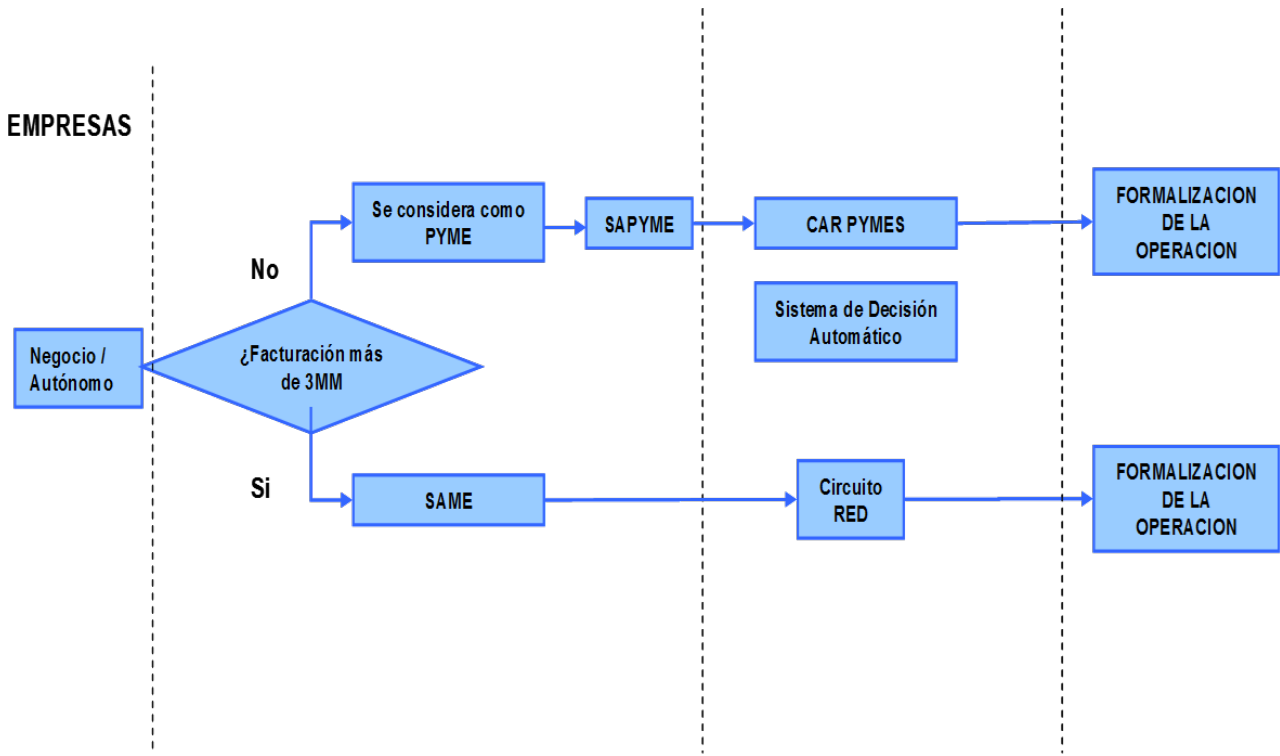 EMPRESAS
Negocio /
Autónomo
¿Facturación más
de 3MM
No
Se considera como
PYME
SAPYME
CAR PYMES
Sistema de Decisión
Automático
FORMALIZACION
DE LA
OPERACION
Si
SAME
Circuito
RED
FORMALIZACION
DE LA
OPERACION